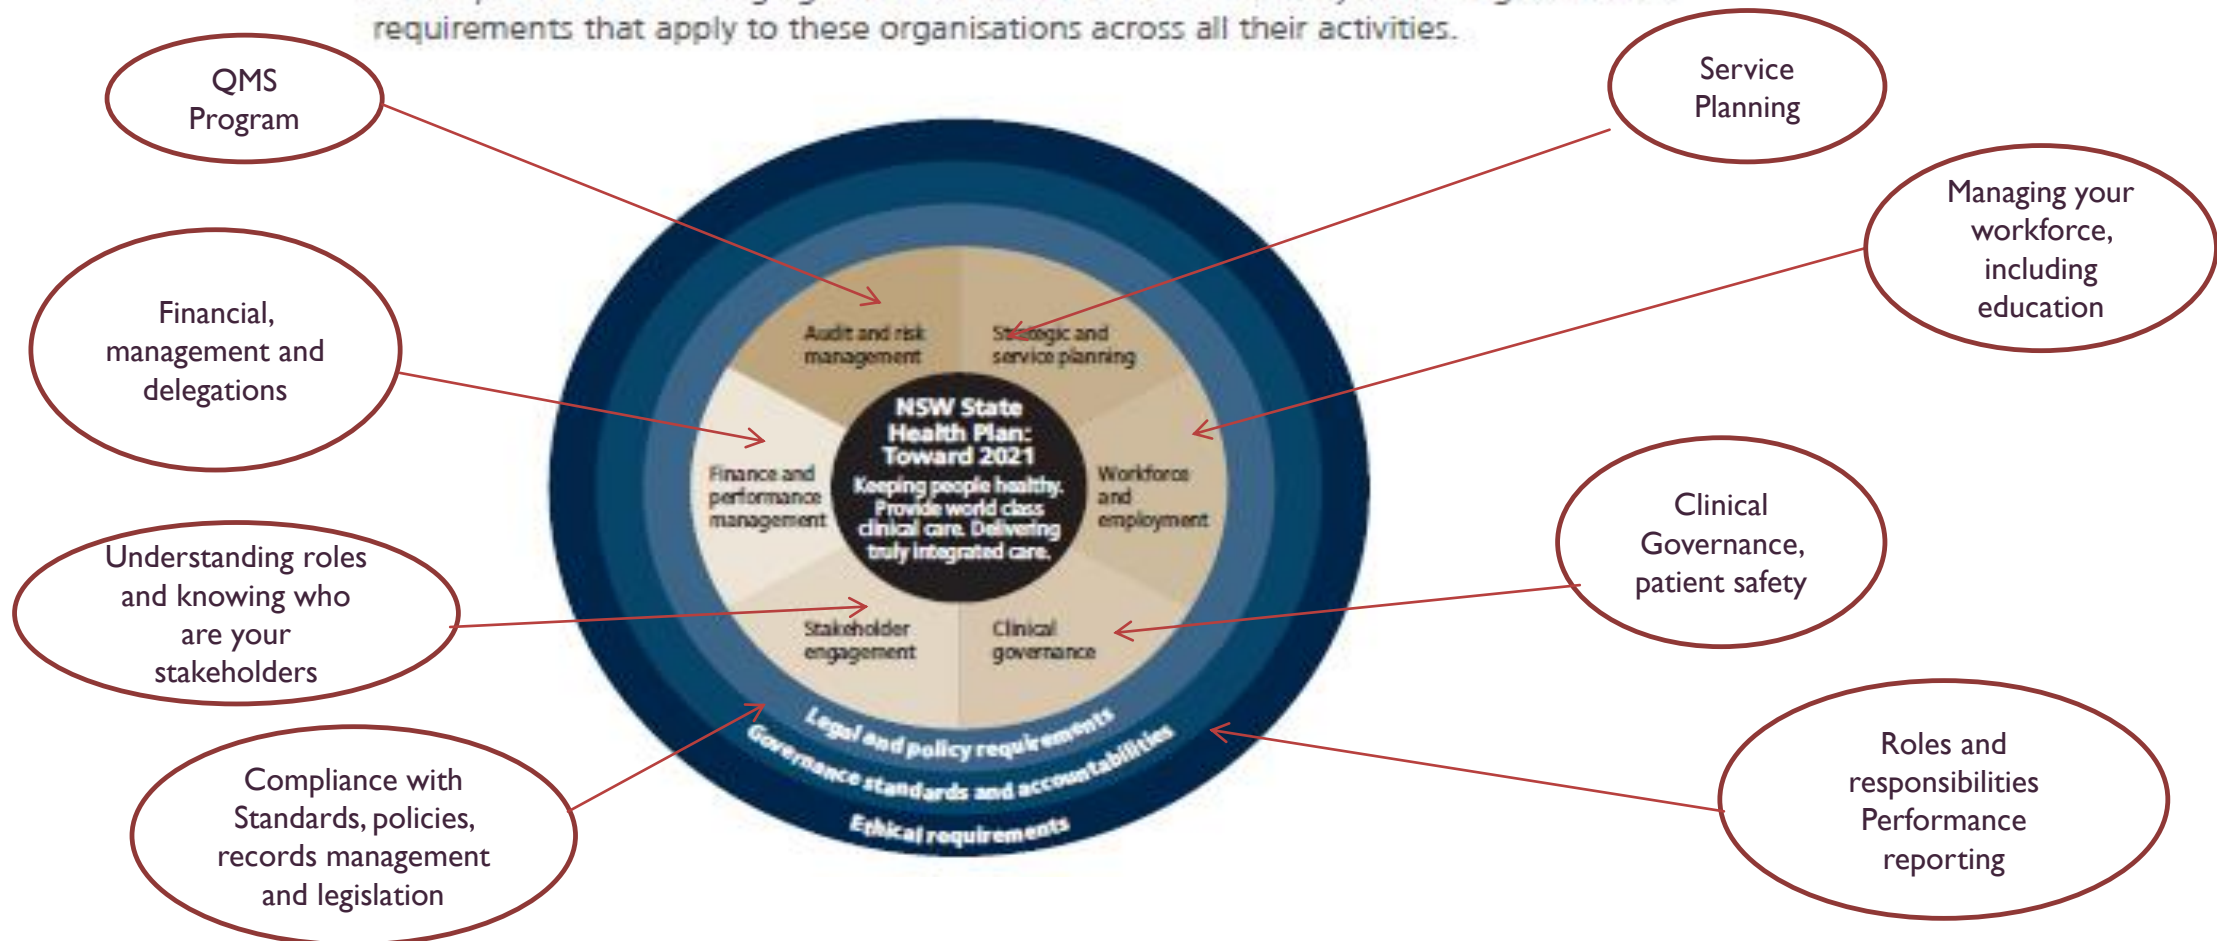 requirements that apply to these organisations across all their activities.
QMS
Program
Service
Planning
Managing your
workforce,
including
education
Financial,
management and
delegations
Audit and risk
management
Strategic and
service planning
NSW State
Health Plan:
Toward 2021
Keeping people healthy.
Provide world class
clinical care. Delivering
truly integrated care.
Finance and
performance
management
Workforce
and
employment
Clinical
Governance,
patient safety
Understanding roles
and knowing who
are your
stakeholders
Stakeholder
engagement
Clinical
governance
Legal and policy requirements
Governance standards and accountabilities
Ethical requirements
Compliance with
Standards, policies,
records management
and legislation
Roles and
responsibilities
Performance
reporting